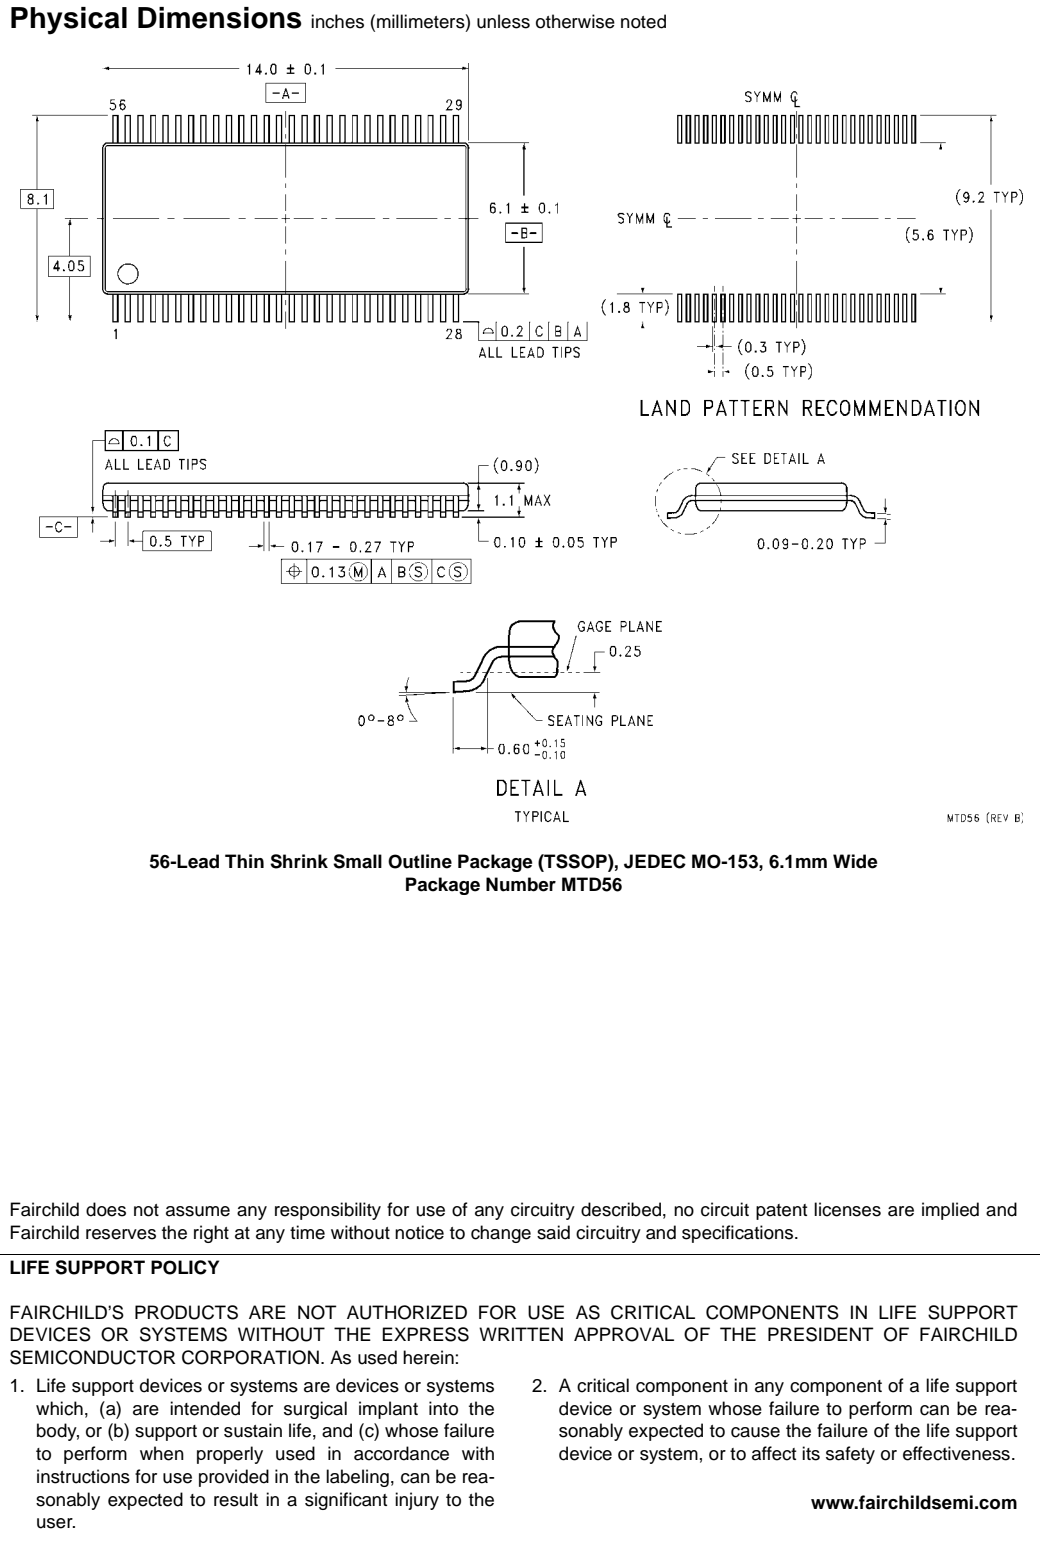 Physical Dimensions inches (millimeters) unless otherwise noted
14.0 ± 0.1
-A-
56
29
8.1
4.05
6.1 ± 0.1
-B-
1
28
⌓ 0.2 C B A
ALL LEAD TIPS
SYMM ℄
SYMM ℄
(9.2 TYP)
(5.6 TYP)
(1.8 TYP)
(0.3 TYP)
(0.5 TYP)
LAND PATTERN RECOMMENDATION
⌓ 0.1 C
ALL LEAD TIPS
(0.90)
1.1 MAX
-C-
0.5 TYP
0.17 - 0.27 TYP
0.10 ± 0.05 TYP
⌖ 0.13 Ⓜ A B Ⓢ C Ⓢ
SEE DETAIL A
0.09-0.20 TYP
GAGE PLANE
0.25
0°-8°
SEATING PLANE
0.60 +0.15 -0.10
DETAIL A
TYPICAL
MTD56 (REV B)
56-Lead Thin Shrink Small Outline Package (TSSOP), JEDEC MO-153, 6.1mm Wide
Package Number MTD56
Fairchild does not assume any responsibility for use of any circuitry described, no circuit patent licenses are implied and
Fairchild reserves the right at any time without notice to change said circuitry and specifications.
LIFE SUPPORT POLICY
FAIRCHILD'S PRODUCTS ARE NOT AUTHORIZED FOR USE AS CRITICAL COMPONENTS IN LIFE SUPPORT
DEVICES OR SYSTEMS WITHOUT THE EXPRESS WRITTEN APPROVAL OF THE PRESIDENT OF FAIRCHILD
SEMICONDUCTOR CORPORATION. As used herein:
1. Life support devices or systems are devices or systems
which, (a) are intended for surgical implant into the
body, or (b) support or sustain life, and (c) whose failure
to perform when properly used in accordance with
instructions for use provided in the labeling, can be rea-
sonably expected to result in a significant injury to the
user.
2. A critical component in any component of a life support
device or system whose failure to perform can be rea-
sonably expected to cause the failure of the life support
device or system, or to affect its safety or effectiveness.
www.fairchildsemi.com